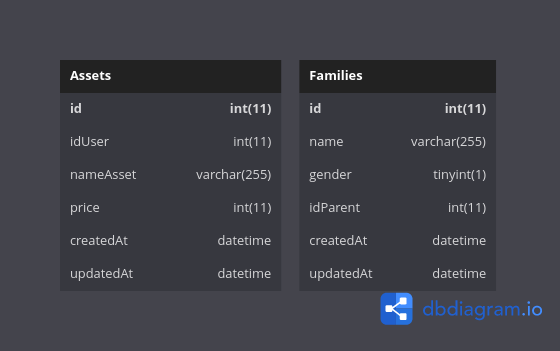 Assets
id int(11)
idUser int(11)
nameAsset varchar(255)
price int(11)
createdAt datetime
updatedAt datetime
Families
id int(11)
name varchar(255)
gender tinyint(1)
idParent int(11)
createdAt datetime
updatedAt datetime
dbdiagram.io